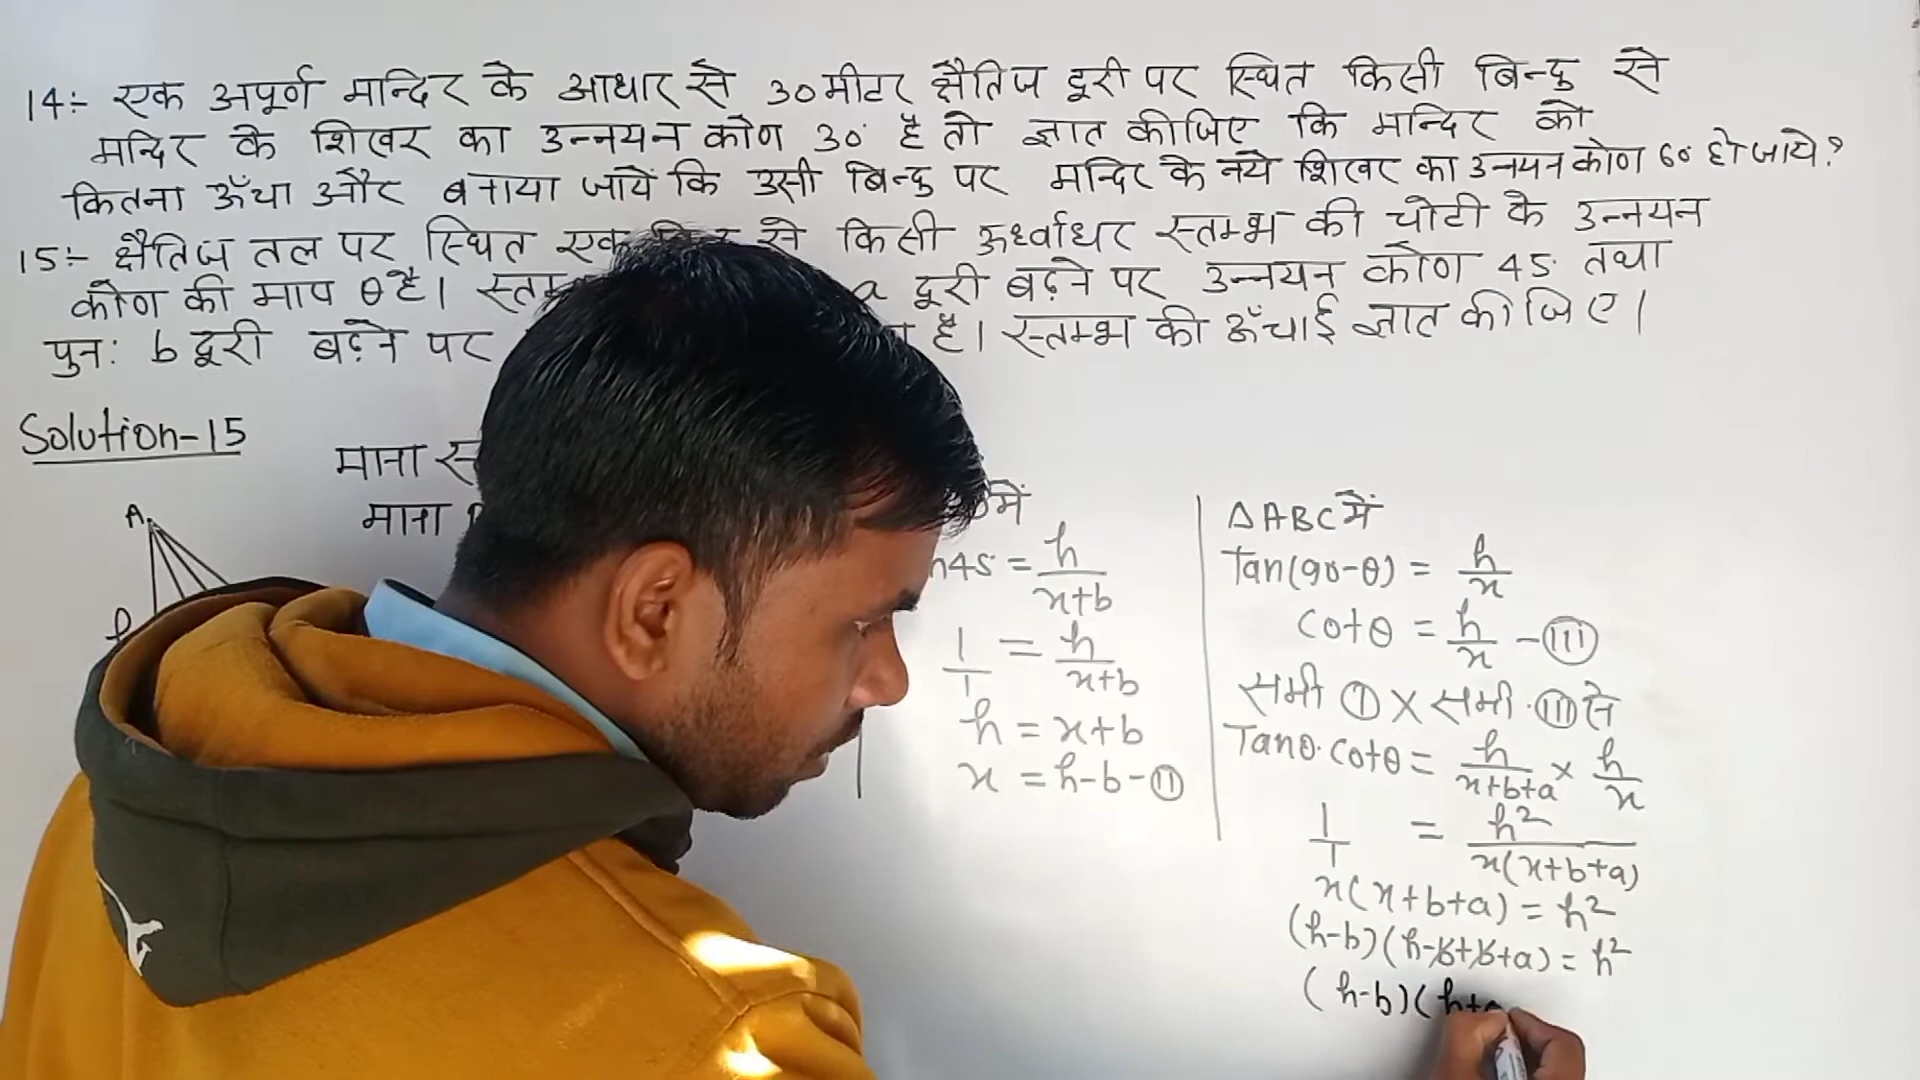 14:- एक अपूर्ण मन्दिर के आधार से 30 मीटर क्षैतिज दूरी पर स्थित किसी बिन्दु से
मन्दिर के शिखर का उन्नयन कोण 30° है तो ज्ञात कीजिए कि मन्दिर को
कितना ऊँचा और बनाया जाये कि उसी बिन्दु पर मन्दिर के नये शिखर का उन्नयन कोण 60° हो जाये?
15:- क्षैतिज तल पर स्थित एक से किसी ऊर्ध्वाधर स्तम्भ की चोटी के उन्नयन
कोण की माप θ है। a दूरी बढ़ने पर उन्नयन कोण 45° तथा
पुन: b दूरी बढ़ने पर है। स्तम्भ की ऊँचाई ज्ञात कीजिए।
Solution-15
माना
माना
A
h
में
45° = h/(x+b)
1/1 = h/(x+b)
h = x+b
x = h-b-(II)
ΔABC में
Tan(90-θ) = h/x
cotθ = h/x -(III)
समी (I) X समी. (III) से
Tanθ.cotθ = h/(x+b+a) × h/x
1/1 = h²/(x(x+b+a))
x(x+b+a) = h²
(h-b)(h-b+b+a) = h²
(h-b)(h+